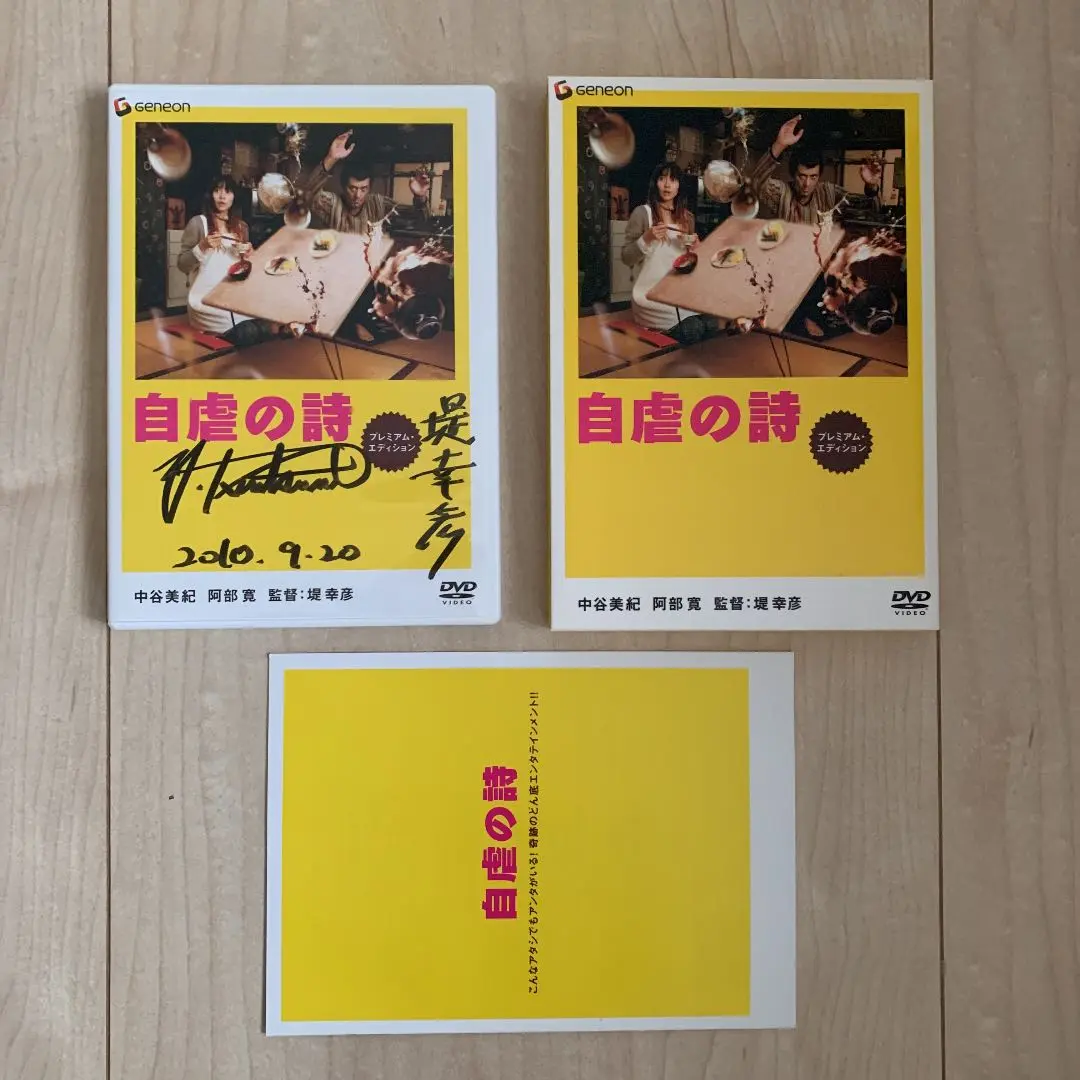 GENEON
自虐の詩
プレミアム・
エディション
堤幸彦
2010.9.20
中谷美紀 阿部 寛 監督:堤 幸彦
DVD
VIDEO
GENEON
自虐の詩
プレミアム・
エディション
中谷美紀 阿部 寛 監督:堤 幸彦
DVD
VIDEO
自虐の詩
こんなアタシでもアンタがいる! 奇跡のどん底エンタテインメント!!